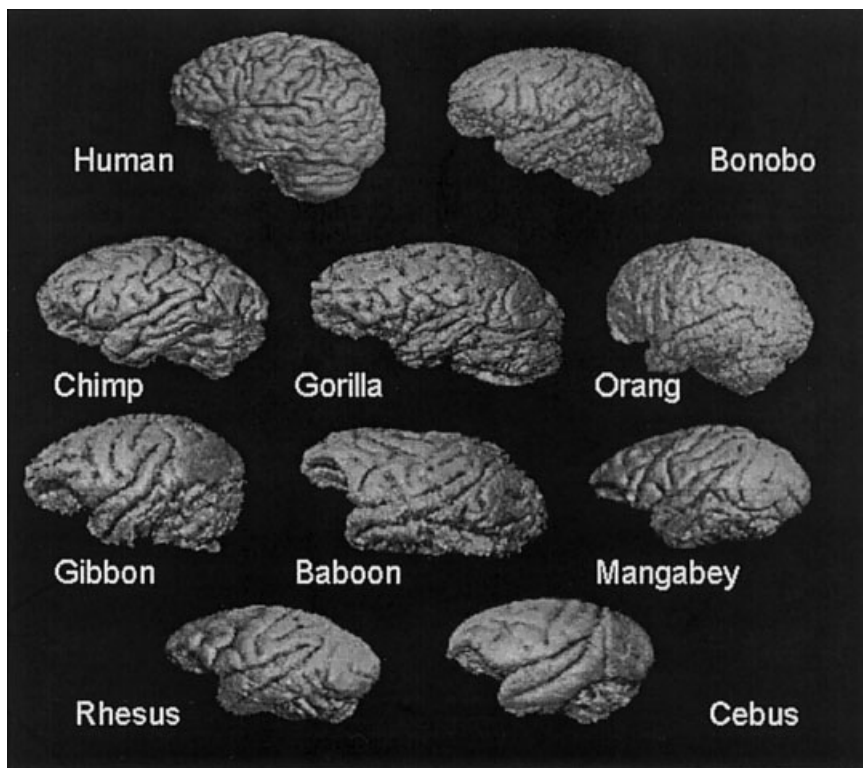 Human
Bonobo
Chimp
Gorilla
Orang
Gibbon
Baboon
Mangabey
Rhesus
Cebus